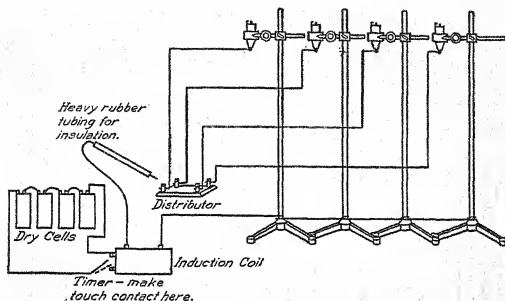 Heavy rubber
tubing for
insulation.
Distributor
Dry Cells
Induction Coil
Timer - make
touch contact here.